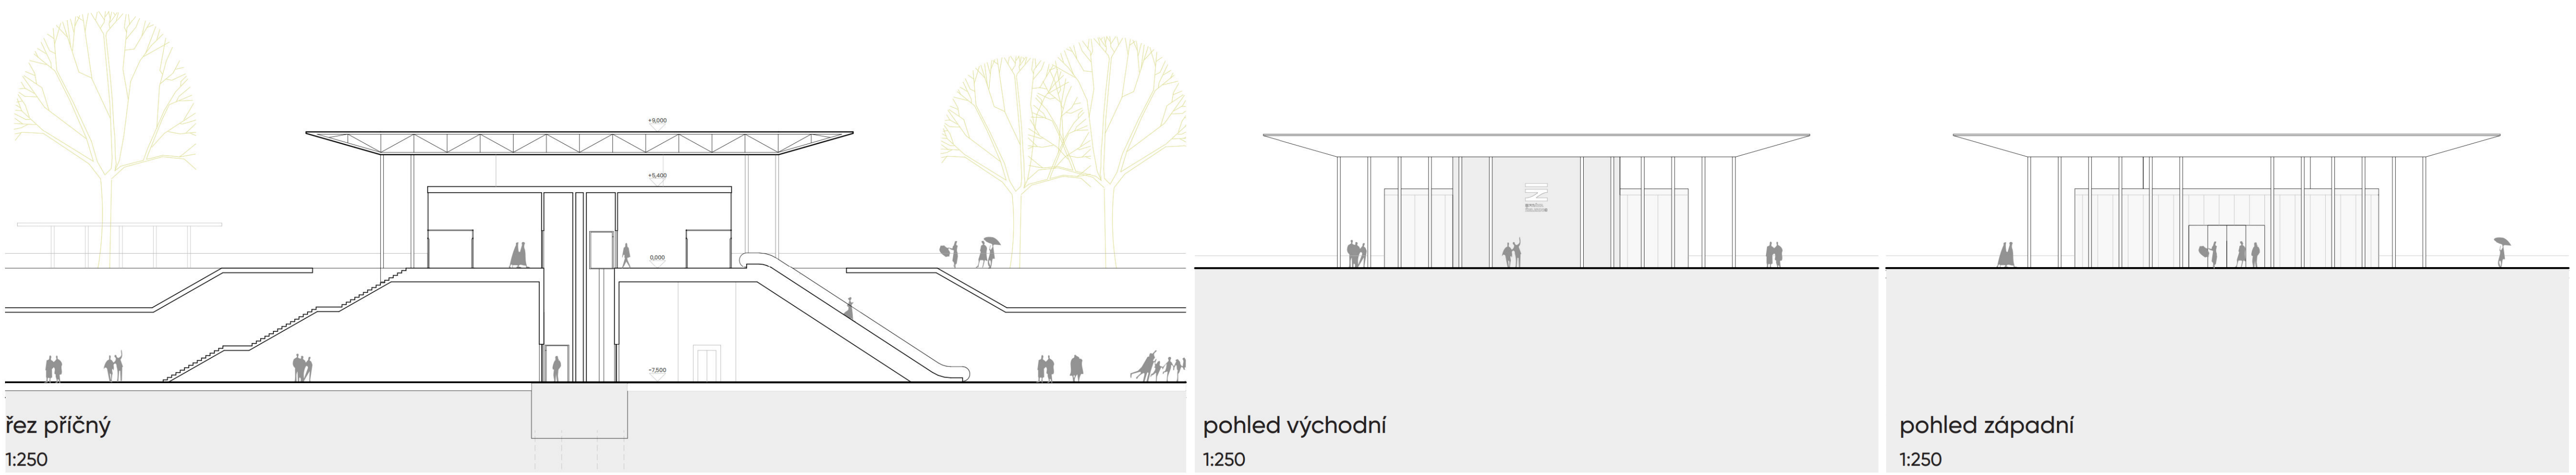 +9,000
+5,400
0,000
-7,500
řez příčný
1:250
pohled východní
1:250
pohled západní
1:250